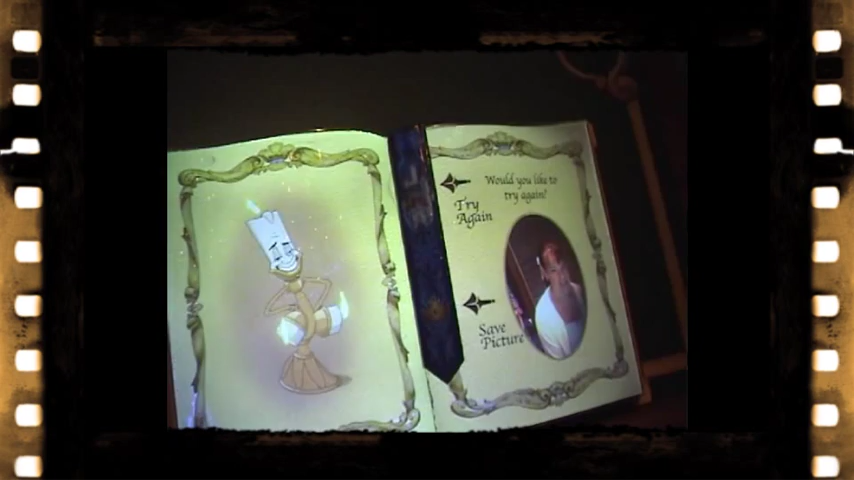 Would you like to
try again?
Try
Again
Save
Picture